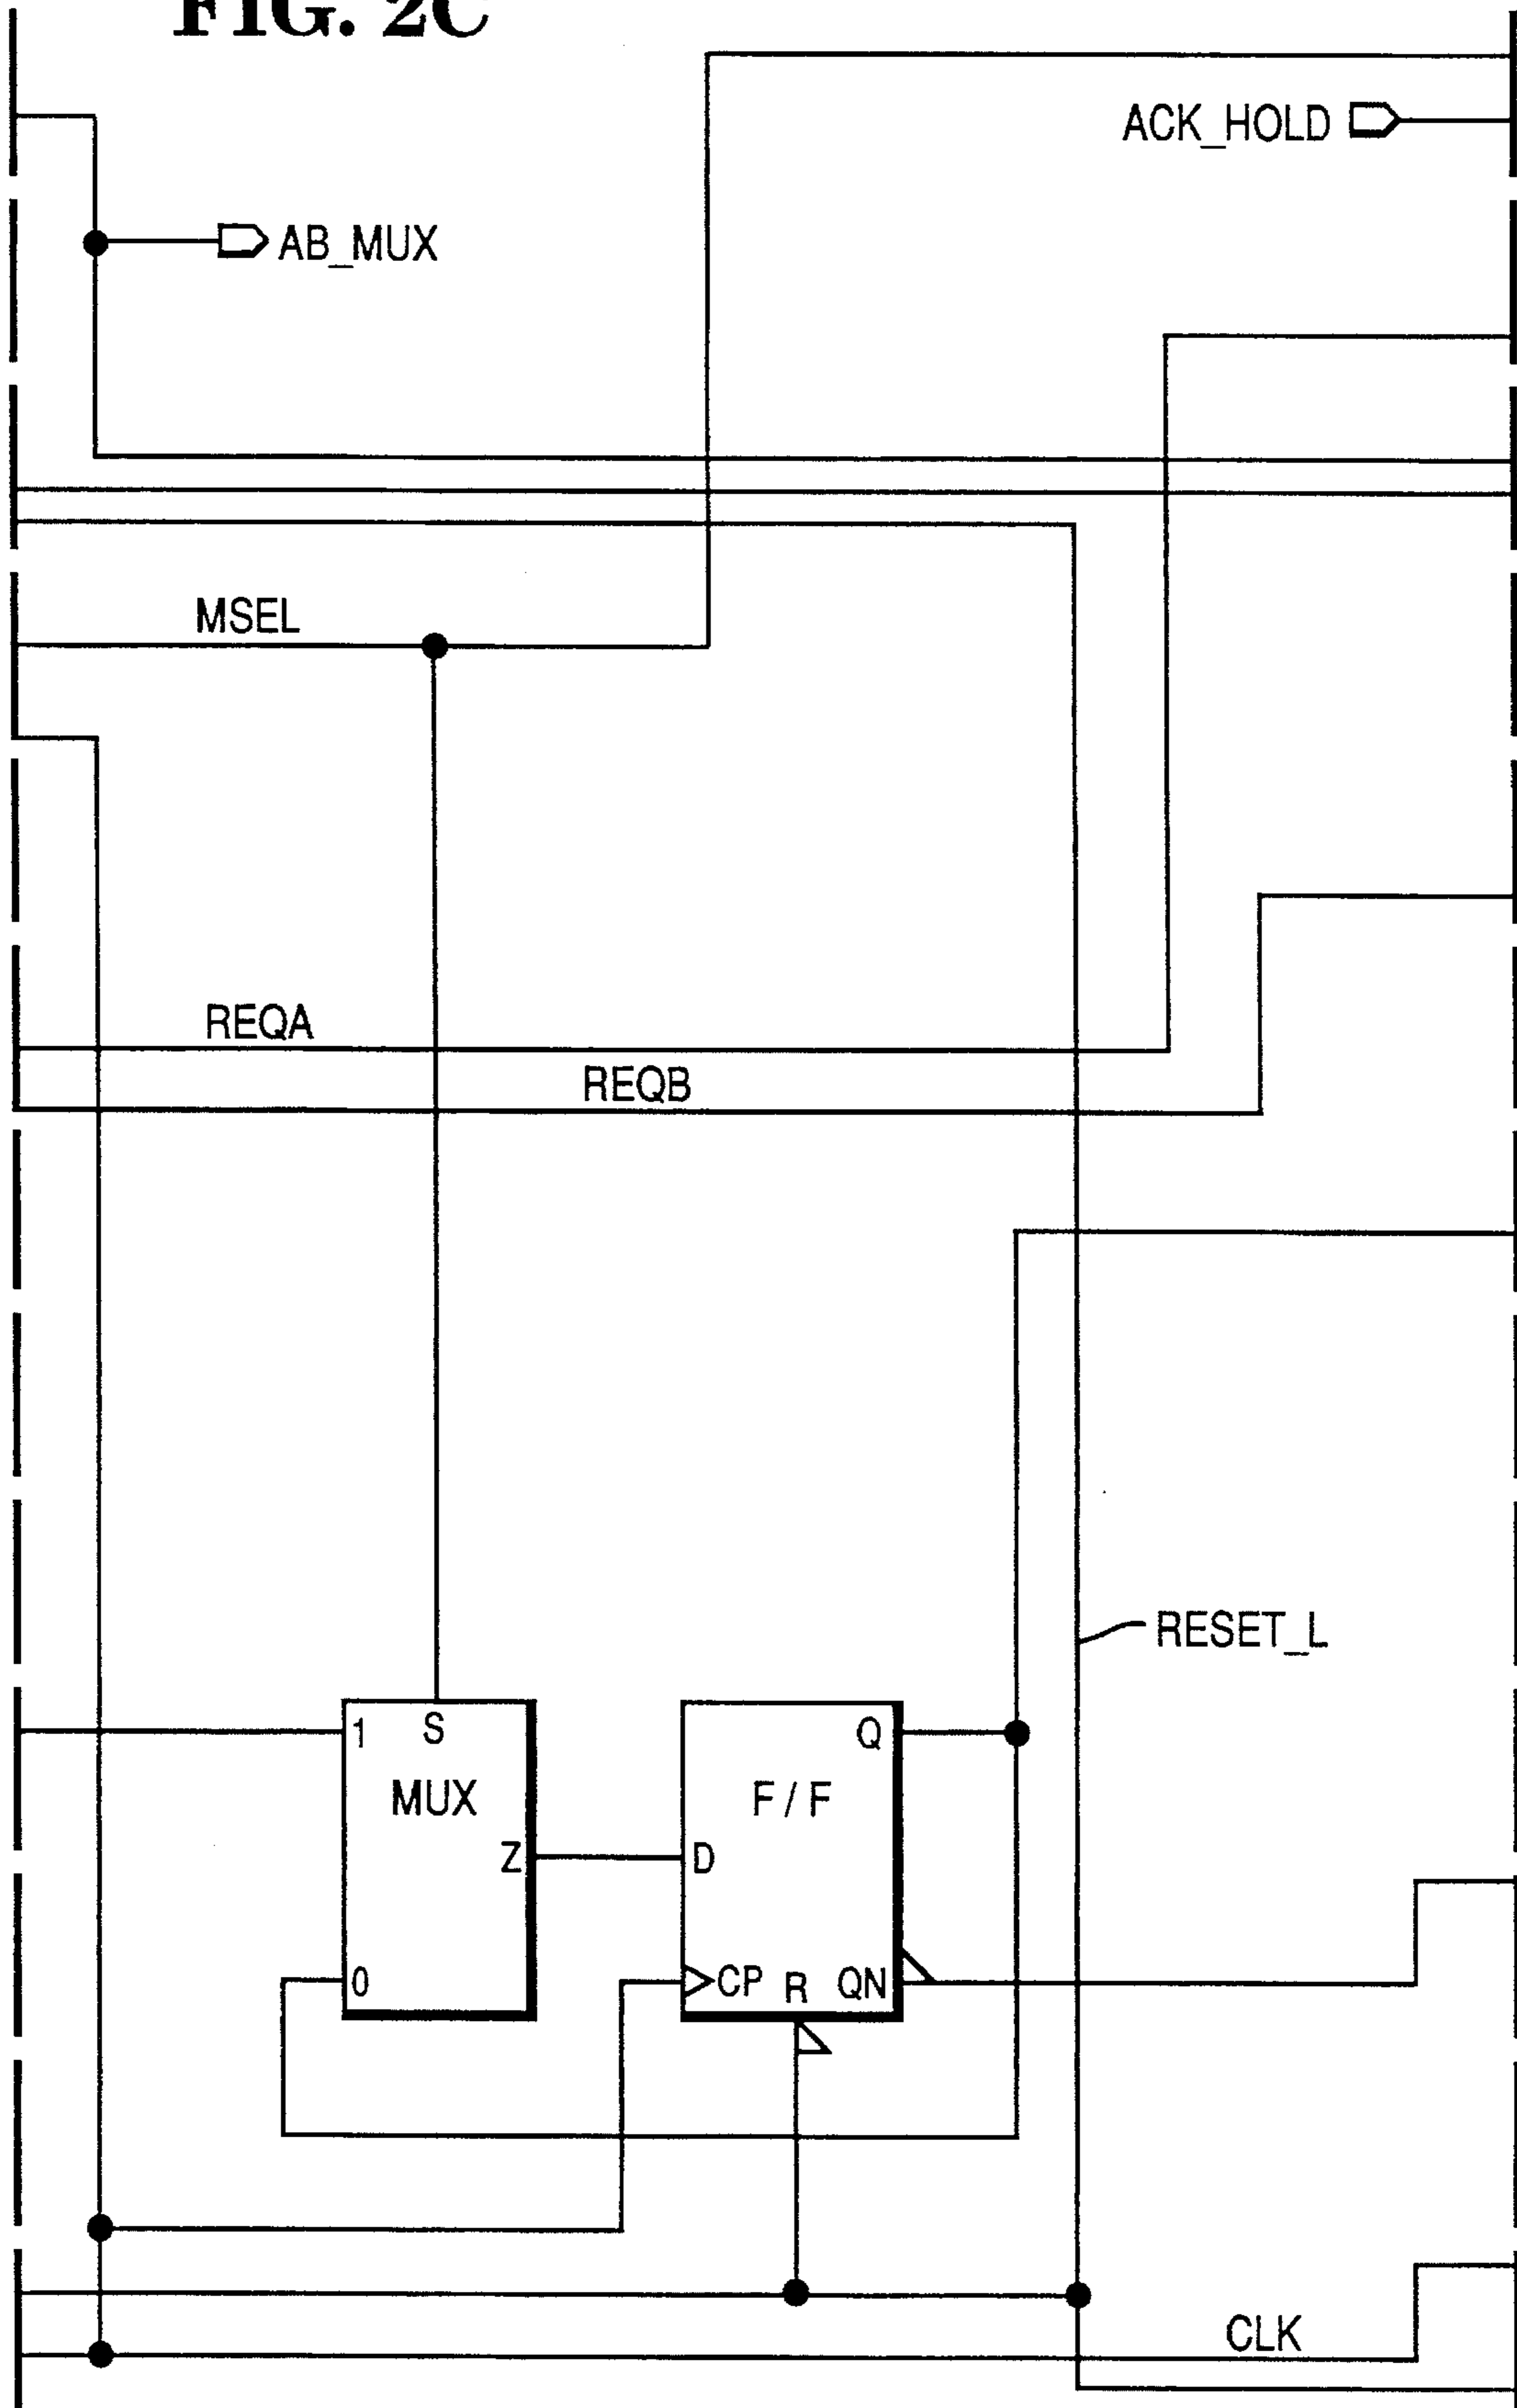 FIG. 2C
ACK_HOLD
AB_MUX
MSEL
REQA
REQB
RESET_L
1
S
MUX
Z
0
Q
F / F
D
CP
R
QN
CLK